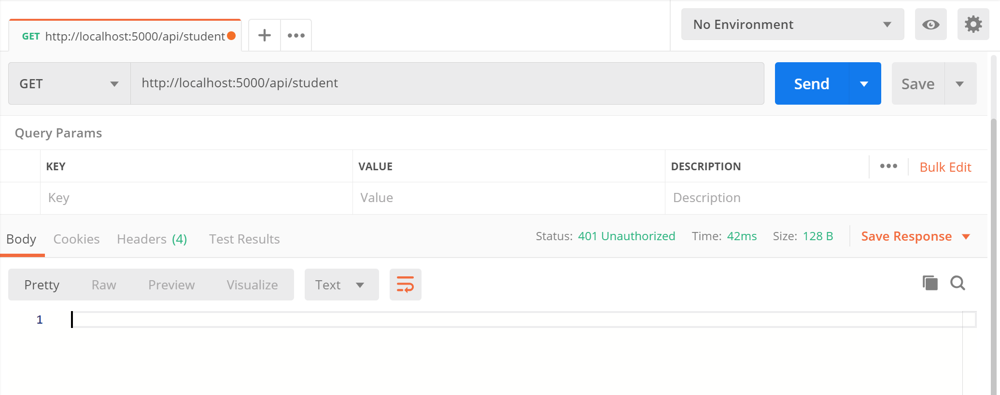 GET http://localhost:5000/api/student
No Environment
GET http://localhost:5000/api/student Send Save
Query Params
KEY VALUE DESCRIPTION Bulk Edit
Key Value Description
Body Cookies Headers (4) Test Results Status: 401 Unauthorized Time: 42ms Size: 128 B Save Response
Pretty Raw Preview Visualize Text
1